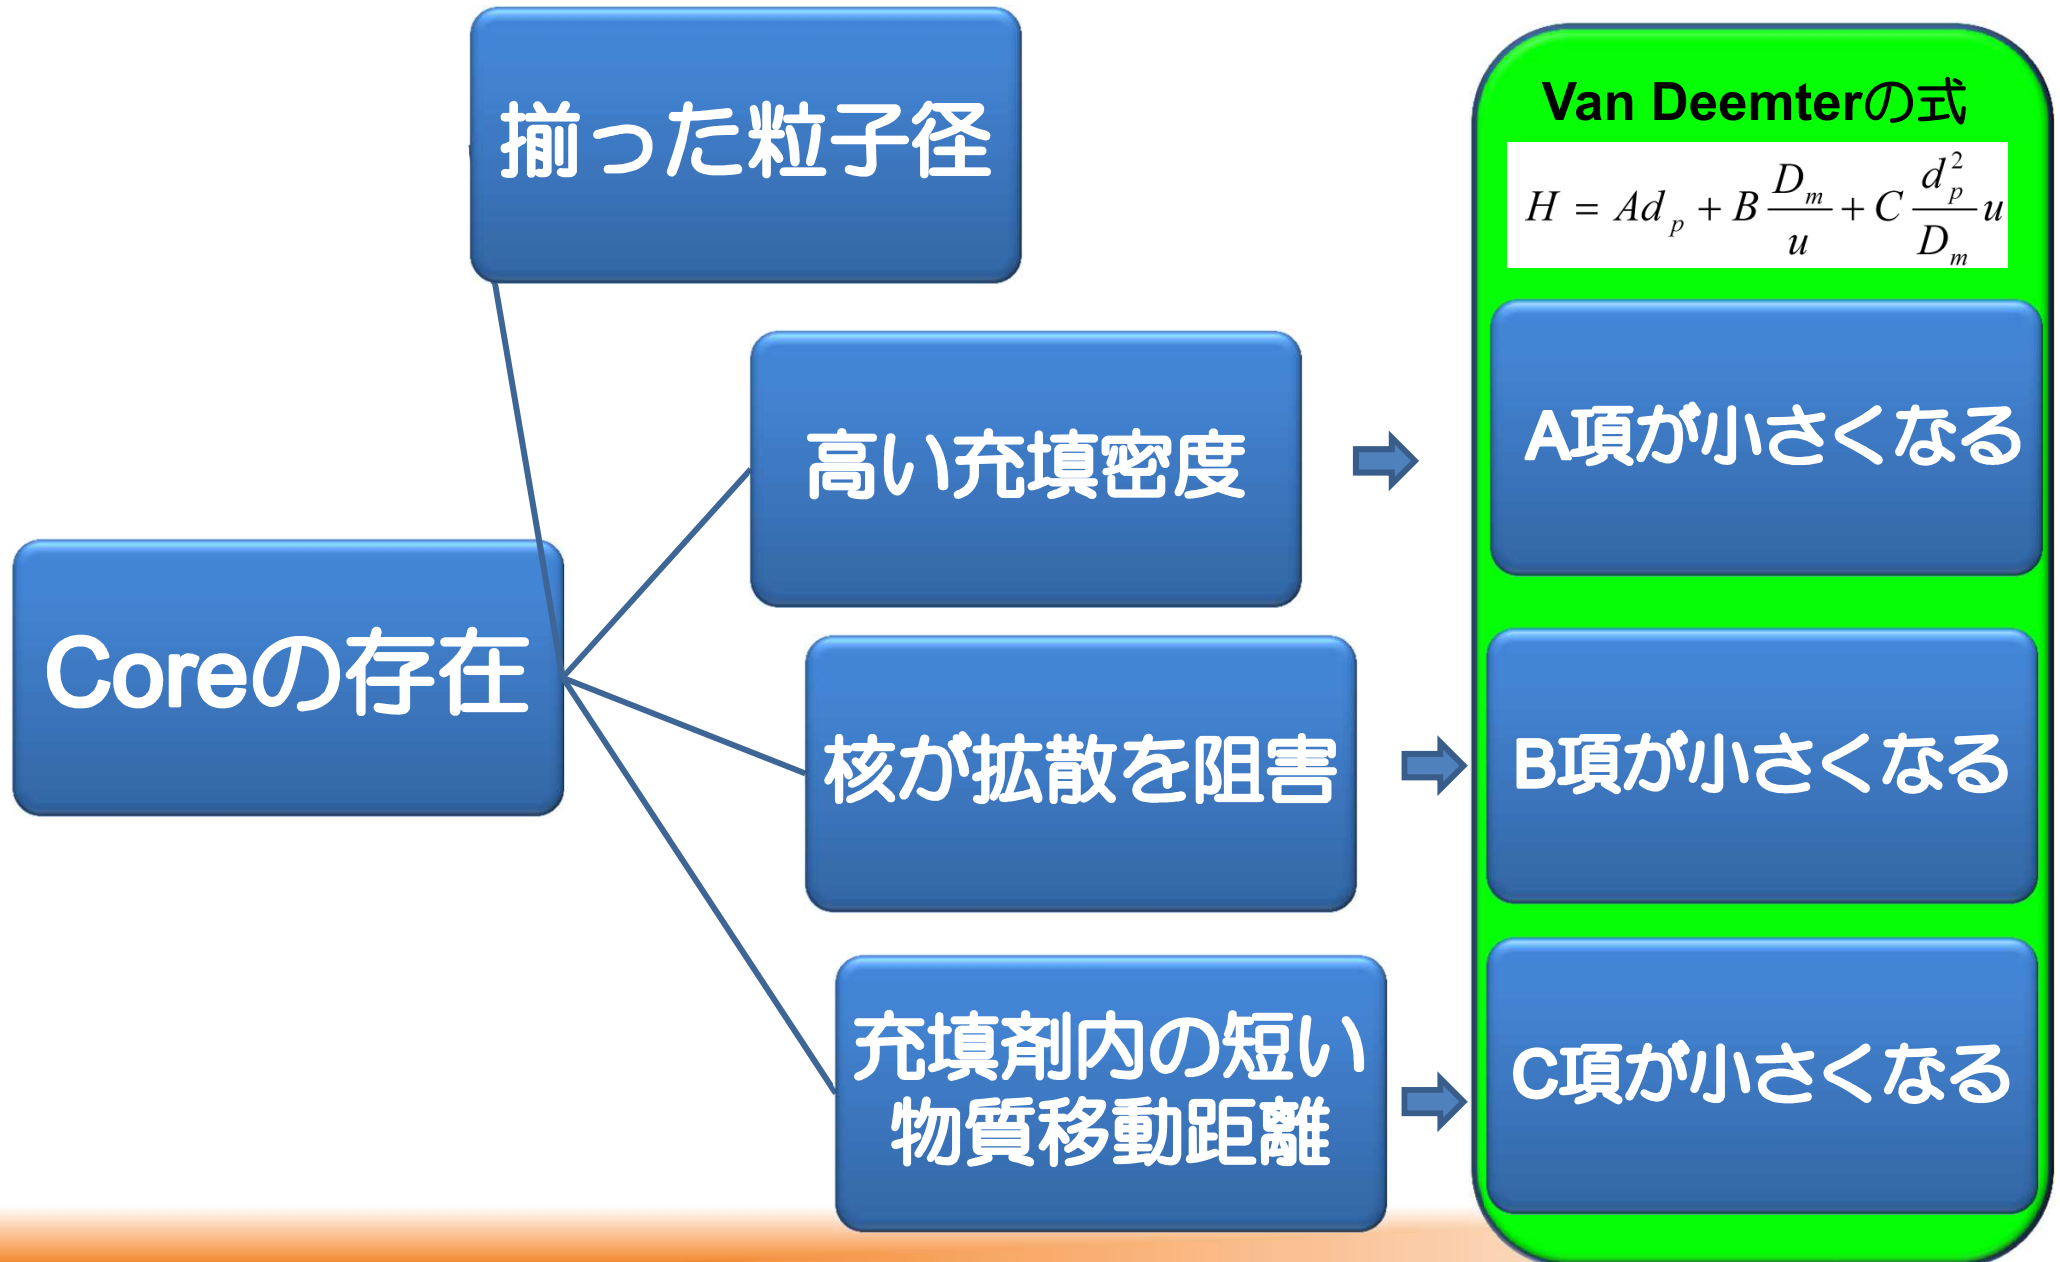 揃った粒子径
Van Deemterの式
H = Ad_p + B D_m/u + C d_p^2/D_m u
高い充填密度
A項が小さくなる
Coreの存在
核が拡散を阻害
B項が小さくなる
充填剤内の短い
物質移動距離
C項が小さくなる